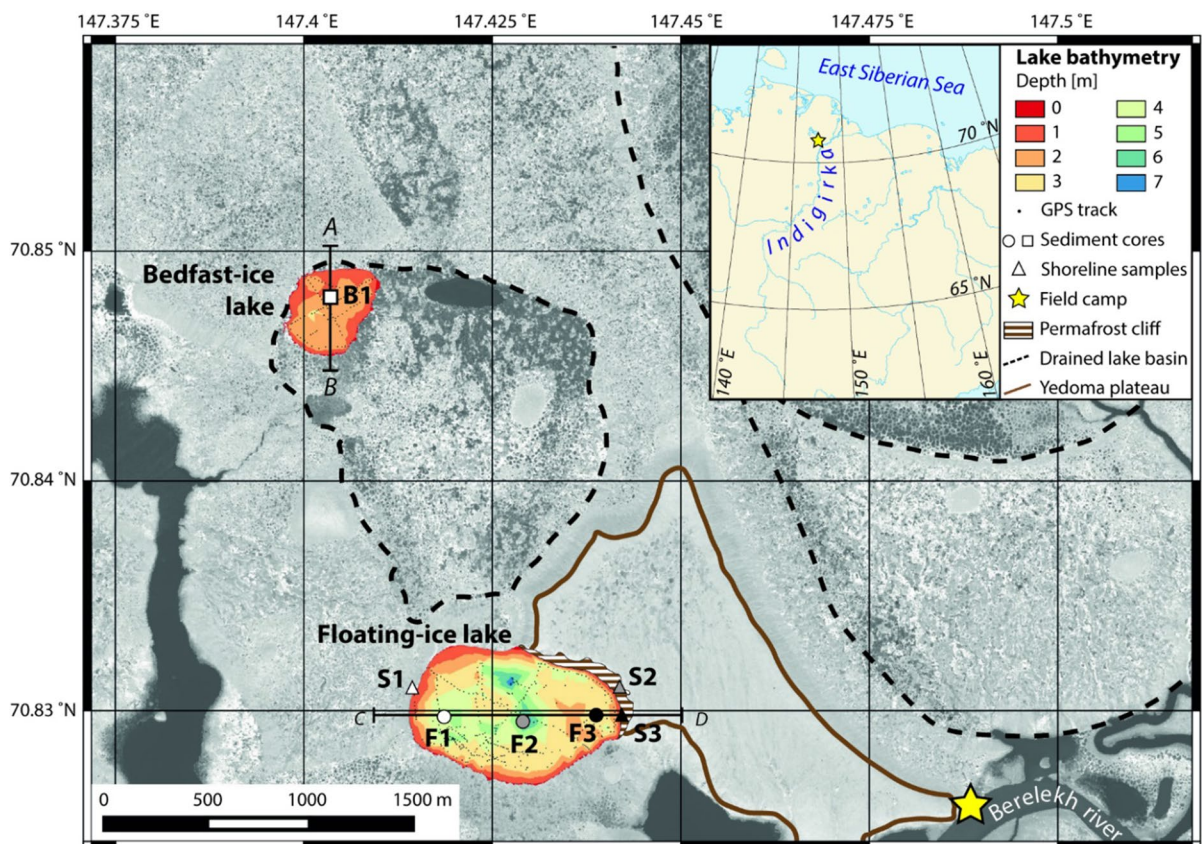 147.375 °E 147.4 °E 147.425 °E 147.45 °E 147.475 °E 147.5 °E
East Siberian Sea
70 °N
Indigirka
65 °N
140 °E
150 °E
160 °E
Lake bathymetry
Depth [m]
0 4
1 5
2 6
3 7
GPS track
Sediment cores
Shoreline samples
Field camp
Permafrost cliff
Drained lake basin
Yedoma plateau
70.85 °N
A
Bedfast-ice
lake
B1
B
70.84 °N
Floating-ice lake
S1
S2
70.83 °N
C
D
F1
F2
F3
S3
0 500 1000 1500 m
Berelekh river